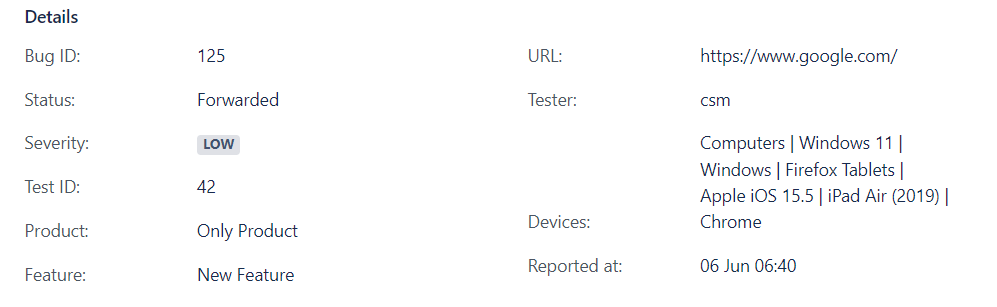 Details
Bug ID: 125
Status: Forwarded
Severity: LOW
Test ID: 42
Product: Only Product
Feature: New Feature
URL: https://www.google.com/
Tester: csm
Computers | Windows 11 |
Windows | Firefox Tablets |
Apple iOS 15.5 | iPad Air (2019) |
Devices: Chrome
Reported at: 06 Jun 06:40